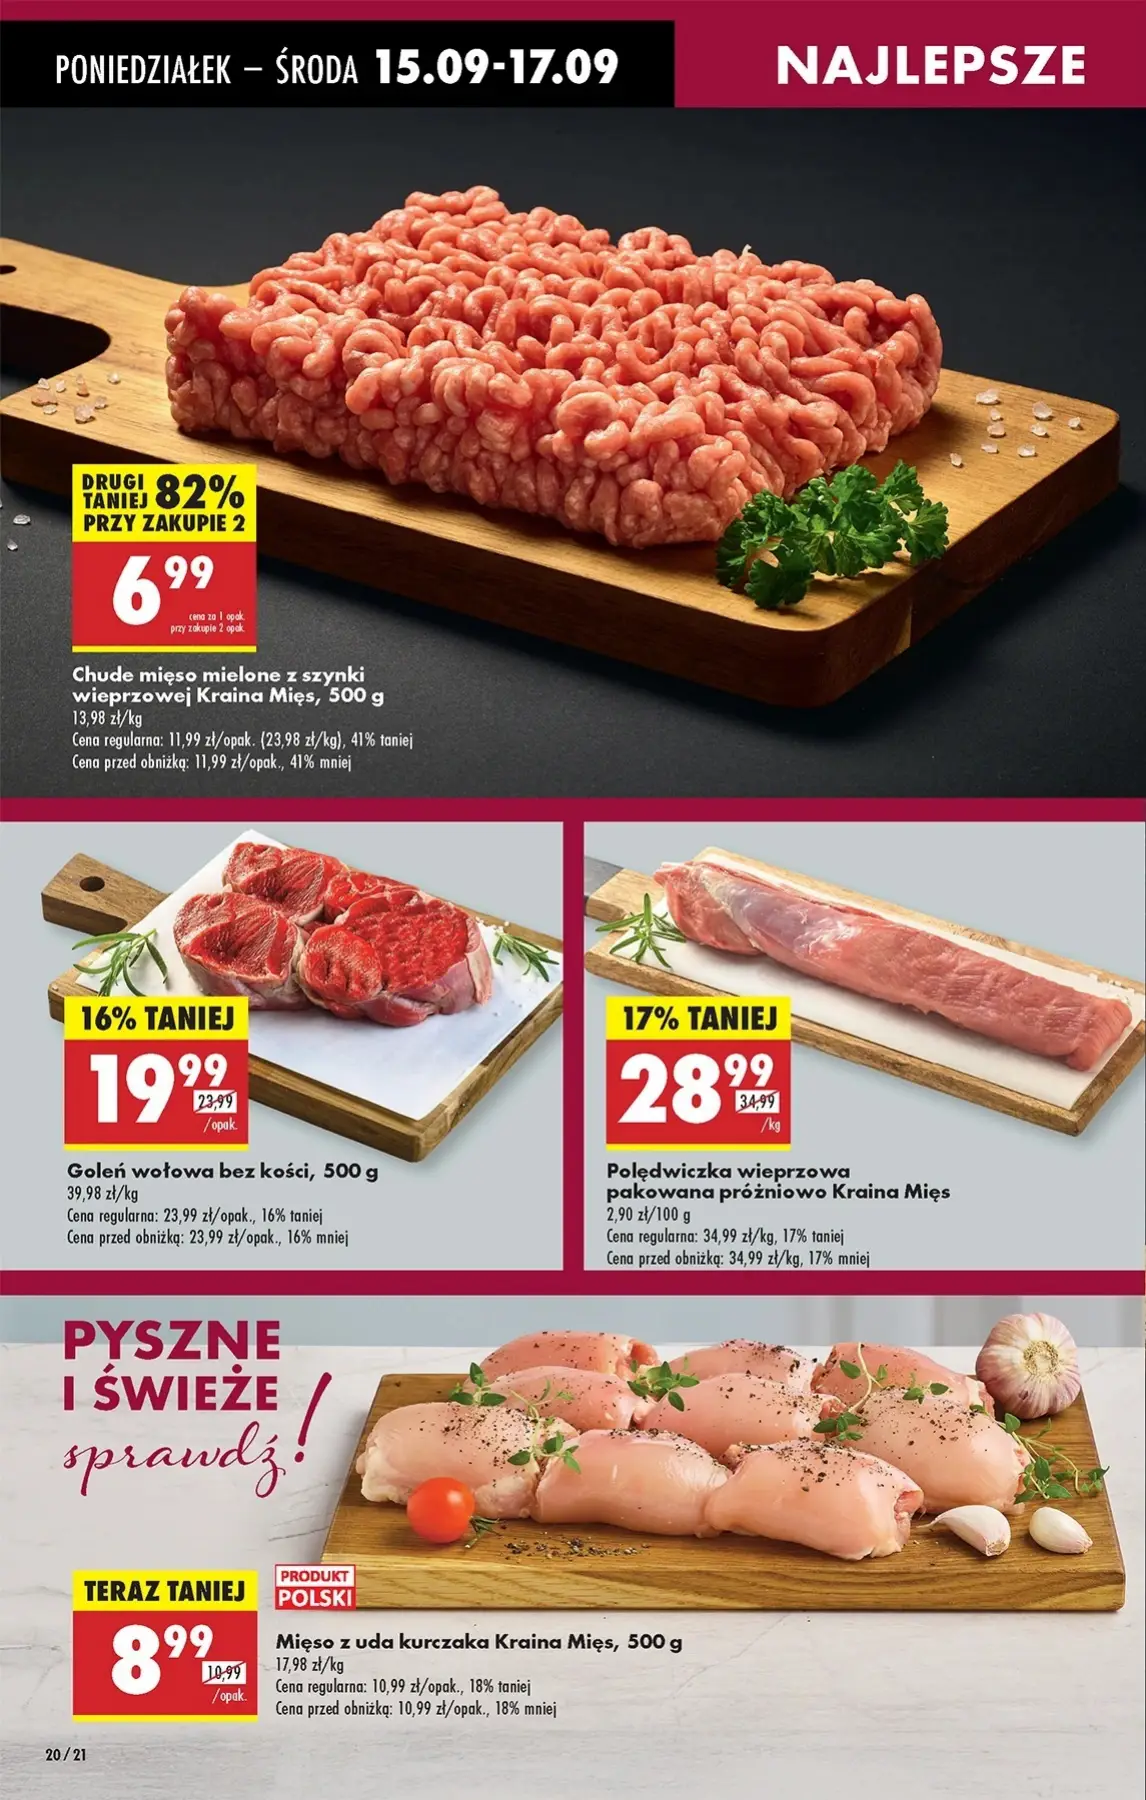 PONIEDZIAŁEK – ŚRODA 15.09-17.09
NAJLEPSZE
DRUGI TANIEJ 82%
PRZY ZAKUPIE 2
6 99
cena za 1 opak.
przy zakupie 2 opak.
Chude mięso mielone z szynki
wieprzowej Kraina Mięs, 500 g
13,98 zł/kg
Cena regularna: 11,99 zł/opak. (23,98 zł/kg), 41% taniej
Cena przed obniżką: 11,99 zł/opak., 41% mniej
16% TANIEJ
19 99
23,99
/opak.
Goleń wołowa bez kości, 500 g
39,98 zł/kg
Cena regularna: 23,99 zł/opak., 16% taniej
Cena przed obniżką: 23,99 zł/opak., 16% mniej
17% TANIEJ
28 99
34,99
/kg
Polędwiczka wieprzowa
pakowana próżniowo Kraina Mięs
2,90 zł/100 g
Cena regularna: 34,99 zł/kg, 17% taniej
Cena przed obniżką: 34,99 zł/kg, 17% mniej
PYSZNE
I ŚWIEŻE
sprawdź!
TERAZ TANIEJ
8 99
10,99
/opak.
PRODUKT
POLSKI
Mięso z uda kurczaka Kraina Mięs, 500 g
17,98 zł/kg
Cena regularna: 10,99 zł/opak., 18% taniej
Cena przed obniżką: 10,99 zł/opak., 18% mniej
20 / 21